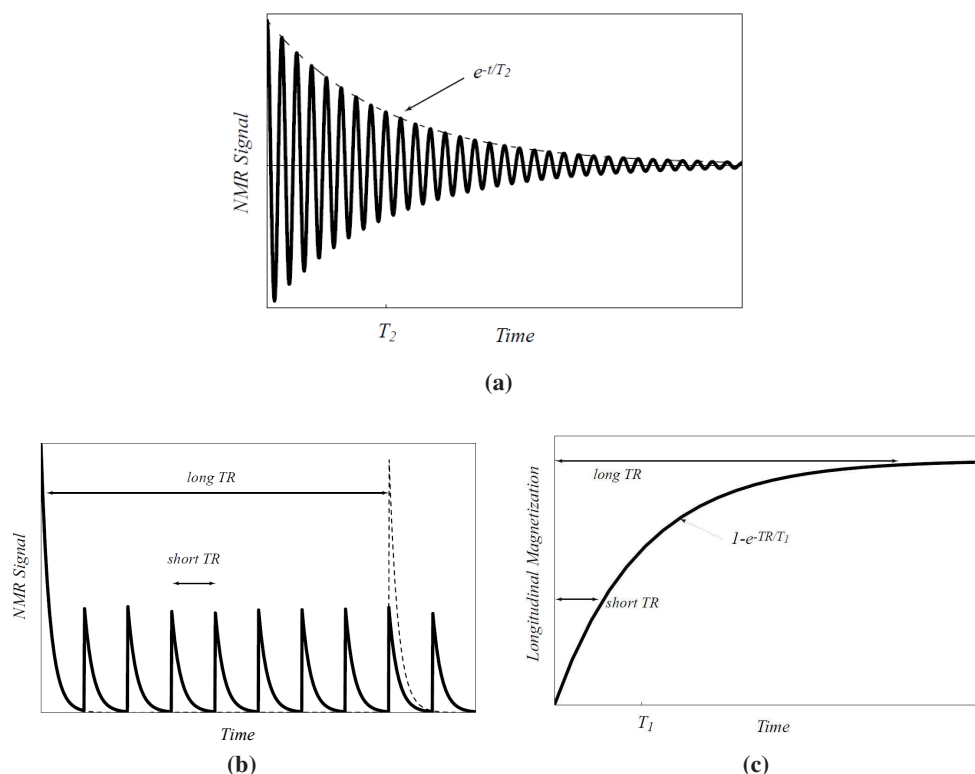 e-t/T2
NMR Signal
T2
Time
(a)
long TR
short TR
NMR Signal
Time
(b)
long TR
1-e-TR/T1
short TR
Longitudinal Magnetization
T1
Time
(c)